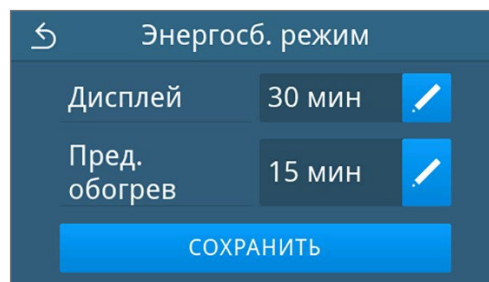 Энергосб. режим
Дисплей 30 мин
Пред.
обогрев 15 мин
СОХРАНИТЬ